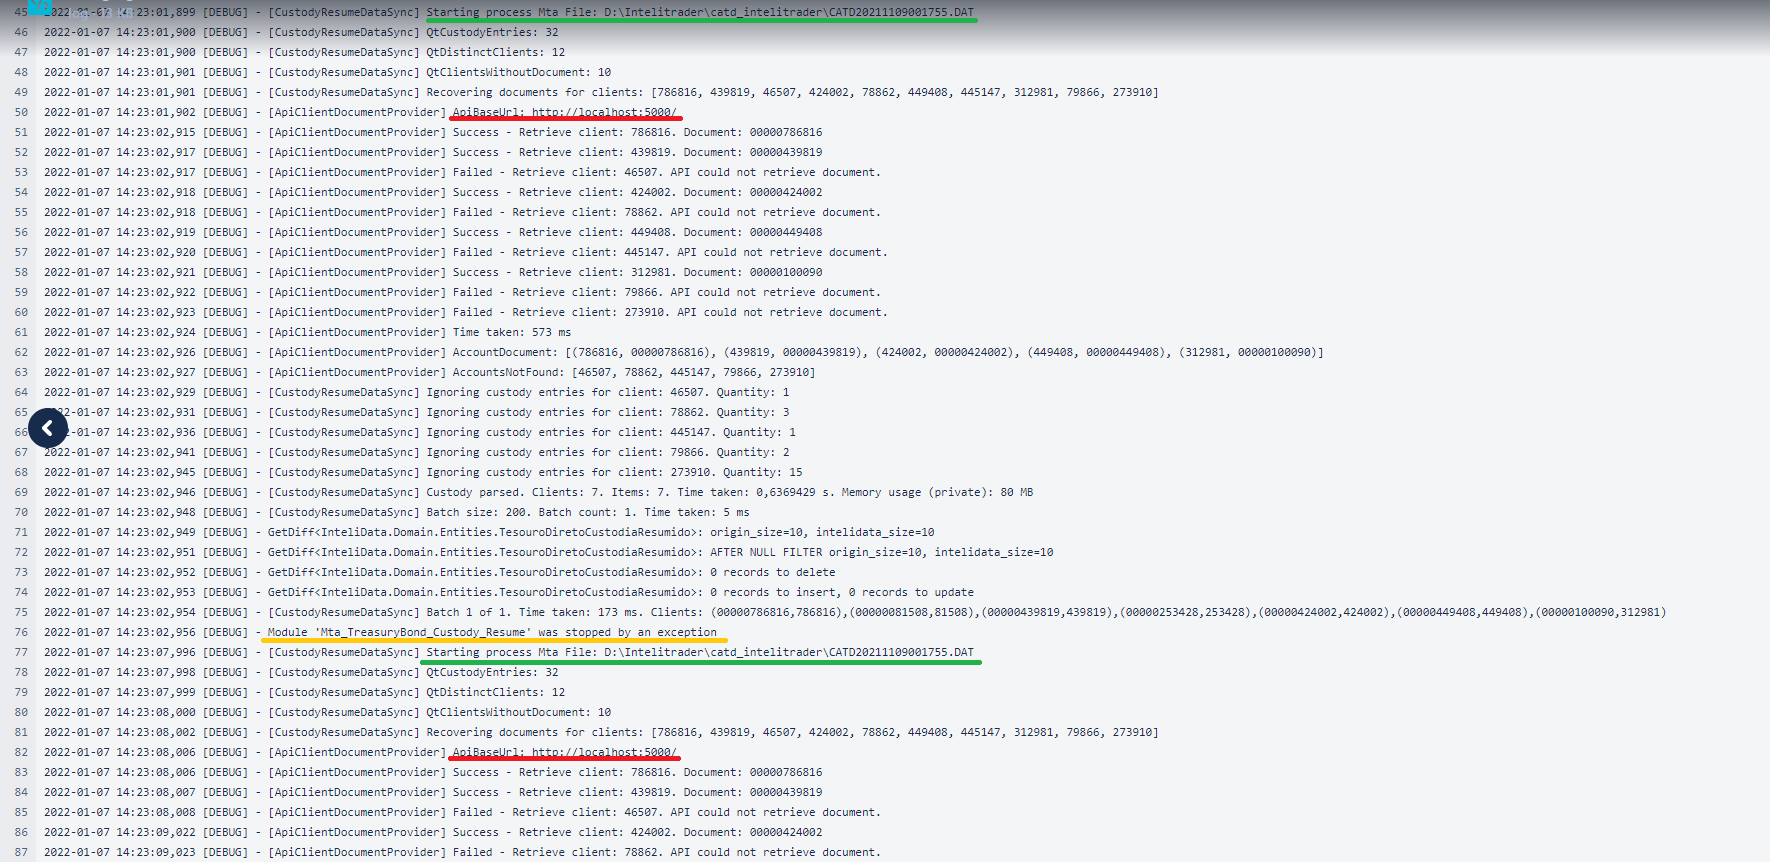 45 2022-01-07 14:23:01,899 [DEBUG] - [CustodyResumeDataSync] Starting process Mta File: D:\Intelitrader\catd_intelitrader\CATD20211109001755.DAT
46 2022-01-07 14:23:01,900 [DEBUG] - [CustodyResumeDataSync] QtCustodyEntries: 32
47 2022-01-07 14:23:01,900 [DEBUG] - [CustodyResumeDataSync] QtDistinctClients: 12
48 2022-01-07 14:23:01,901 [DEBUG] - [CustodyResumeDataSync] QtClientsWithoutDocument: 10
49 2022-01-07 14:23:01,901 [DEBUG] - [CustodyResumeDataSync] Recovering documents for clients: [786816, 439819, 46507, 424002, 78862, 449408, 445147, 312981, 79866, 273910]
50 2022-01-07 14:23:01,902 [DEBUG] - [ApiClientDocumentProvider] ApiBaseUrl: http://localhost:5000/
51 2022-01-07 14:23:02,915 [DEBUG] - [ApiClientDocumentProvider] Success - Retrieve client: 786816. Document: 00000786816
52 2022-01-07 14:23:02,917 [DEBUG] - [ApiClientDocumentProvider] Success - Retrieve client: 439819. Document: 00000439819
53 2022-01-07 14:23:02,917 [DEBUG] - [ApiClientDocumentProvider] Failed - Retrieve client: 46507. API could not retrieve document.
54 2022-01-07 14:23:02,918 [DEBUG] - [ApiClientDocumentProvider] Success - Retrieve client: 424002. Document: 00000424002
55 2022-01-07 14:23:02,918 [DEBUG] - [ApiClientDocumentProvider] Failed - Retrieve client: 78862. API could not retrieve document.
56 2022-01-07 14:23:02,919 [DEBUG] - [ApiClientDocumentProvider] Success - Retrieve client: 449408. Document: 00000449408
57 2022-01-07 14:23:02,920 [DEBUG] - [ApiClientDocumentProvider] Failed - Retrieve client: 445147. API could not retrieve document.
58 2022-01-07 14:23:02,921 [DEBUG] - [ApiClientDocumentProvider] Success - Retrieve client: 312981. Document: 00000100090
59 2022-01-07 14:23:02,922 [DEBUG] - [ApiClientDocumentProvider] Failed - Retrieve client: 79866. API could not retrieve document.
60 2022-01-07 14:23:02,923 [DEBUG] - [ApiClientDocumentProvider] Failed - Retrieve client: 273910. API could not retrieve document.
61 2022-01-07 14:23:02,924 [DEBUG] - [ApiClientDocumentProvider] Time taken: 573 ms
62 2022-01-07 14:23:02,926 [DEBUG] - [ApiClientDocumentProvider] AccountDocument: [(786816, 00000786816), (439819, 00000439819), (424002, 00000424002), (449408, 00000449408), (312981, 00000100090)]
63 2022-01-07 14:23:02,927 [DEBUG] - [ApiClientDocumentProvider] AccountsNotFound: [46507, 78862, 445147, 79866, 273910]
64 2022-01-07 14:23:02,929 [DEBUG] - [CustodyResumeDataSync] Ignoring custody entries for client: 46507. Quantity: 1
65 22-01-07 14:23:02,931 [DEBUG] - [CustodyResumeDataSync] Ignoring custody entries for client: 78862. Quantity: 3
66 -01-07 14:23:02,936 [DEBUG] - [CustodyResumeDataSync] Ignoring custody entries for client: 445147. Quantity: 1
67 2-01-07 14:23:02,941 [DEBUG] - [CustodyResumeDataSync] Ignoring custody entries for client: 79866. Quantity: 2
68 2022-01-07 14:23:02,945 [DEBUG] - [CustodyResumeDataSync] Ignoring custody entries for client: 273910. Quantity: 15
69 2022-01-07 14:23:02,946 [DEBUG] - [CustodyResumeDataSync] Custody parsed. Clients: 7. Items: 7. Time taken: 0,6369429 s. Memory usage (private): 80 MB
70 2022-01-07 14:23:02,948 [DEBUG] - [CustodyResumeDataSync] Batch size: 200. Batch count: 1. Time taken: 5 ms
71 2022-01-07 14:23:02,949 [DEBUG] - GetDiff<InteliData.Domain.Entities.TesouroDiretoCustodiaResumido>: origin_size=10, intelidata_size=10
72 2022-01-07 14:23:02,951 [DEBUG] - GetDiff<InteliData.Domain.Entities.TesouroDiretoCustodiaResumido>: AFTER NULL FILTER origin_size=10, intelidata_size=10
73 2022-01-07 14:23:02,952 [DEBUG] - GetDiff<InteliData.Domain.Entities.TesouroDiretoCustodiaResumido>: 0 records to delete
74 2022-01-07 14:23:02,953 [DEBUG] - GetDiff<InteliData.Domain.Entities.TesouroDiretoCustodiaResumido>: 0 records to insert, 0 records to update
75 2022-01-07 14:23:02,954 [DEBUG] - [CustodyResumeDataSync] Batch 1 of 1. Time taken: 173 ms. Clients: (00000786816,786816),(00000081508,81508),(00000439819,439819),(00000253428,253428),(00000424002,424002),(00000449408,449408),(00000100090,312981)
76 2022-01-07 14:23:02,956 [DEBUG] - Module 'Mta_TreasuryBond_Custody_Resume' was stopped by an exception
77 2022-01-07 14:23:07,996 [DEBUG] - [CustodyResumeDataSync] Starting process Mta File: D:\Intelitrader\catd_intelitrader\CATD20211109001755.DAT
78 2022-01-07 14:23:07,998 [DEBUG] - [CustodyResumeDataSync] QtCustodyEntries: 32
79 2022-01-07 14:23:07,999 [DEBUG] - [CustodyResumeDataSync] QtDistinctClients: 12
80 2022-01-07 14:23:08,000 [DEBUG] - [CustodyResumeDataSync] QtClientsWithoutDocument: 10
81 2022-01-07 14:23:08,002 [DEBUG] - [CustodyResumeDataSync] Recovering documents for clients: [786816, 439819, 46507, 424002, 78862, 449408, 445147, 312981, 79866, 273910]
82 2022-01-07 14:23:08,006 [DEBUG] - [ApiClientDocumentProvider] ApiBaseUrl: http://localhost:5000/
83 2022-01-07 14:23:08,006 [DEBUG] - [ApiClientDocumentProvider] Success - Retrieve client: 786816. Document: 00000786816
84 2022-01-07 14:23:08,007 [DEBUG] - [ApiClientDocumentProvider] Success - Retrieve client: 439819. Document: 00000439819
85 2022-01-07 14:23:08,008 [DEBUG] - [ApiClientDocumentProvider] Failed - Retrieve client: 46507. API could not retrieve document.
86 2022-01-07 14:23:09,022 [DEBUG] - [ApiClientDocumentProvider] Success - Retrieve client: 424002. Document: 00000424002
87 2022-01-07 14:23:09,023 [DEBUG] - [ApiClientDocumentProvider] Failed - Retrieve client: 78862. API could not retrieve document.